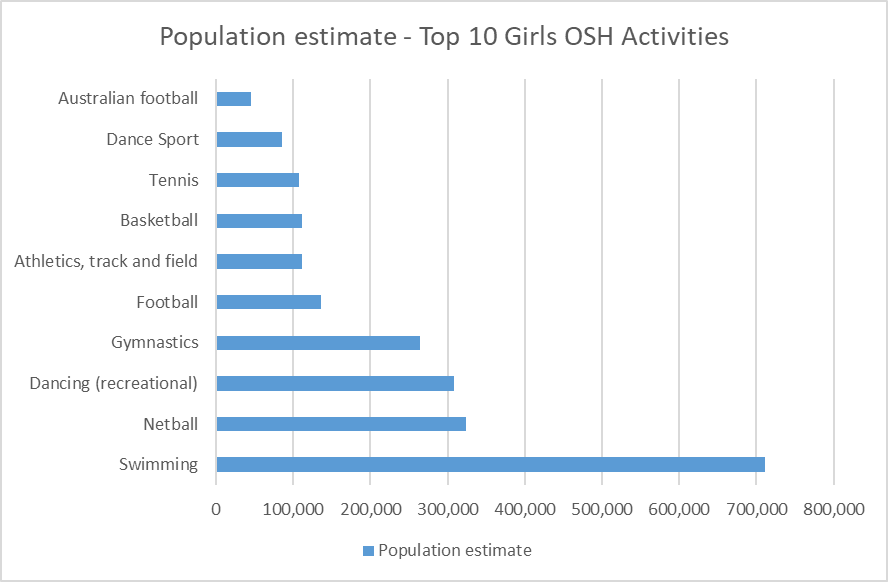 Population estimate - Top 10 Girls OSH Activities
Australian football
Dance Sport
Tennis
Basketball
Athletics, track and field
Football
Gymnastics
Dancing (recreational)
Netball
Swimming
0 100,000 200,000 300,000 400,000 500,000 600,000 700,000 800,000
Population estimate